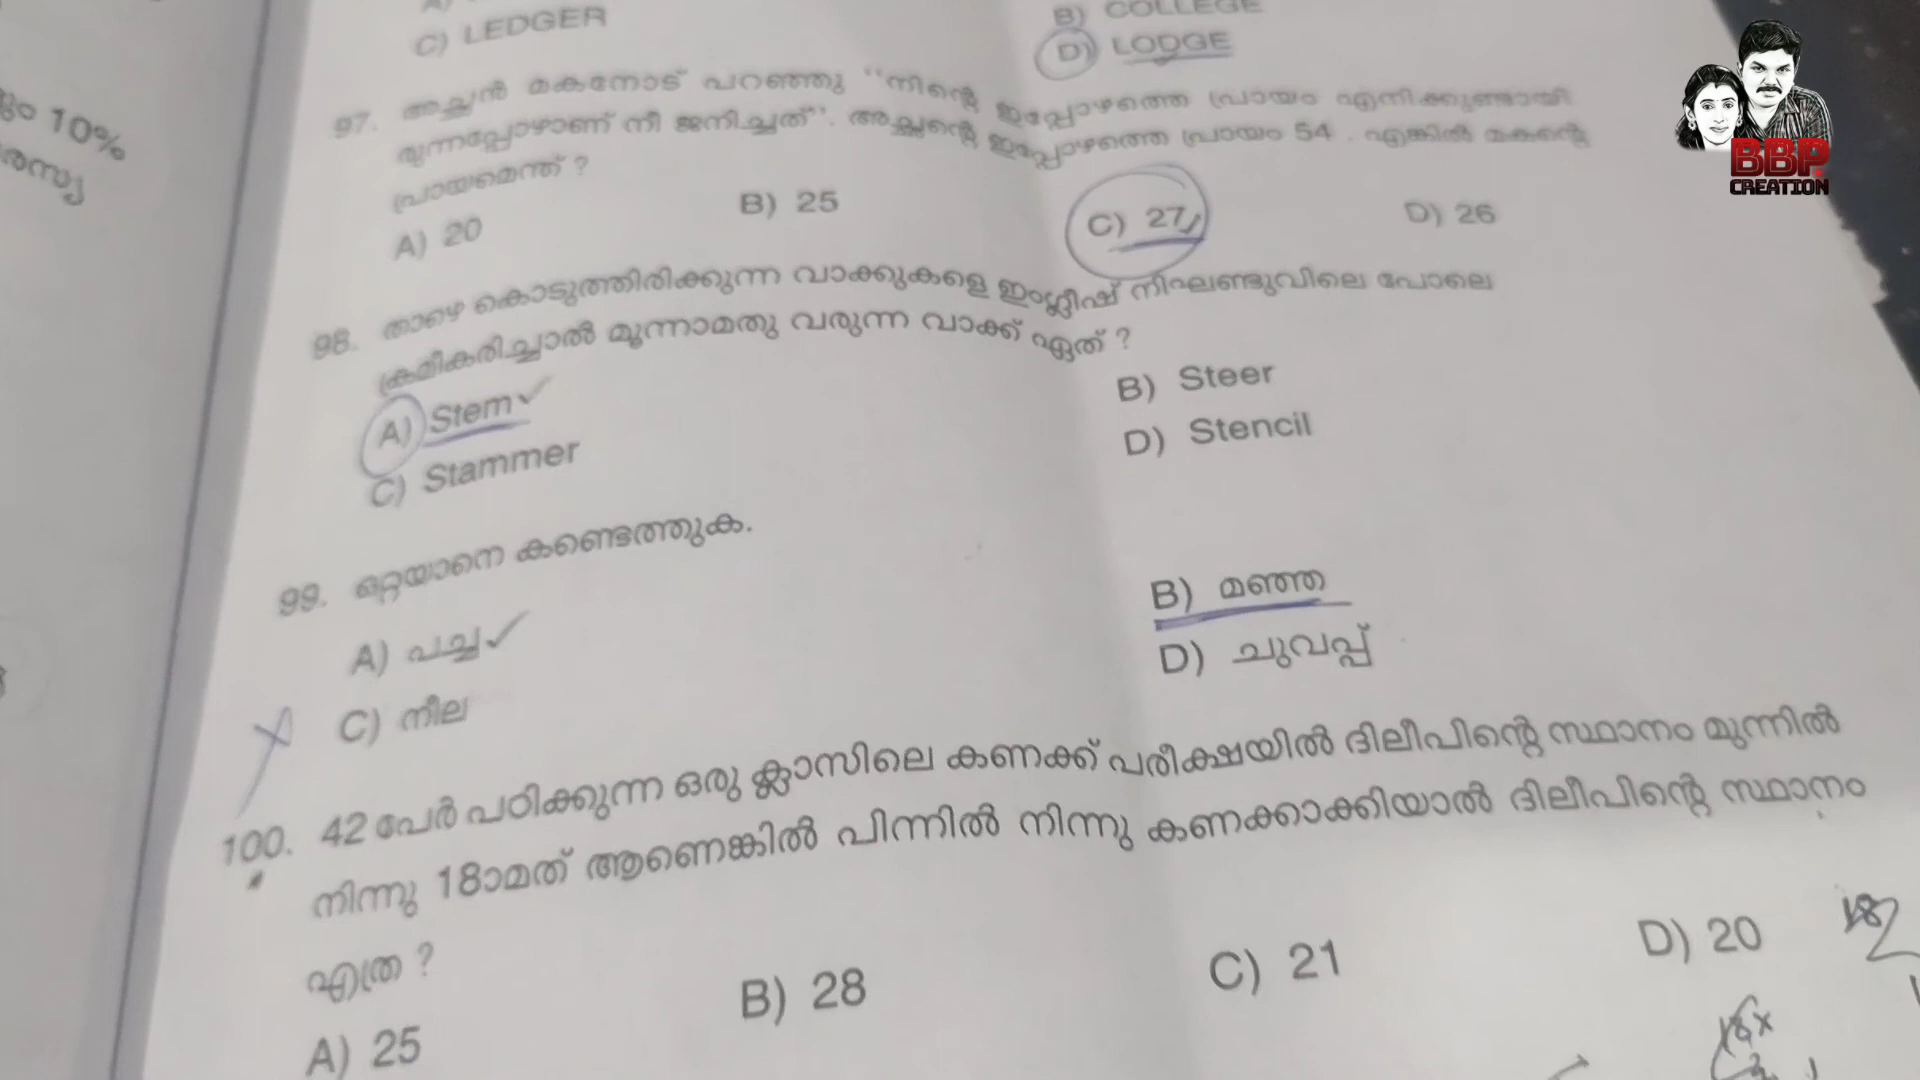 C) LEDGER
B) COLLEGE
D) LODGE
ം 10%
97. അച്ഛൻ മകനോട് പറഞ്ഞു "നിന്റെ ഇപ്പോഴത്തെ പ്രായം എനിക്കുണ്ടായി
രുന്നപ്പോഴാണ് നീ ജനിച്ചത്". അച്ഛന്റെ ഇപ്പോഴത്തെ പ്രായം 54 . എങ്കിൽ മകന്റെ
പ്രായമെന്ത് ?
A) 20 B) 25 C) 27 D) 26
98. താഴെ കൊടുത്തിരിക്കുന്ന വാക്കുകളെ ഇംഗ്ലീഷ് നിഘണ്ടുവിലെ പോലെ
ക്രമീകരിച്ചാൽ മൂന്നാമതു വരുന്ന വാക്ക് ഏത് ?
A) Stem B) Steer
C) Stammer D) Stencil
99. ഒറ്റയാനെ കണ്ടെത്തുക.
A) പച്ച B) മഞ്ഞ
C) നീല D) ചുവപ്പ്
100. 42 പേർ പഠിക്കുന്ന ഒരു ക്ലാസിലെ കണക്ക് പരീക്ഷയിൽ ദിലീപിന്റെ സ്ഥാനം മുന്നിൽ
നിന്നു 18ാമത് ആണെങ്കിൽ പിന്നിൽ നിന്നു കണക്കാക്കിയാൽ ദിലീപിന്റെ സ്ഥാനം
എത്ര ?
A) 25 B) 28 C) 21 D) 20
18
BBP
CREATION